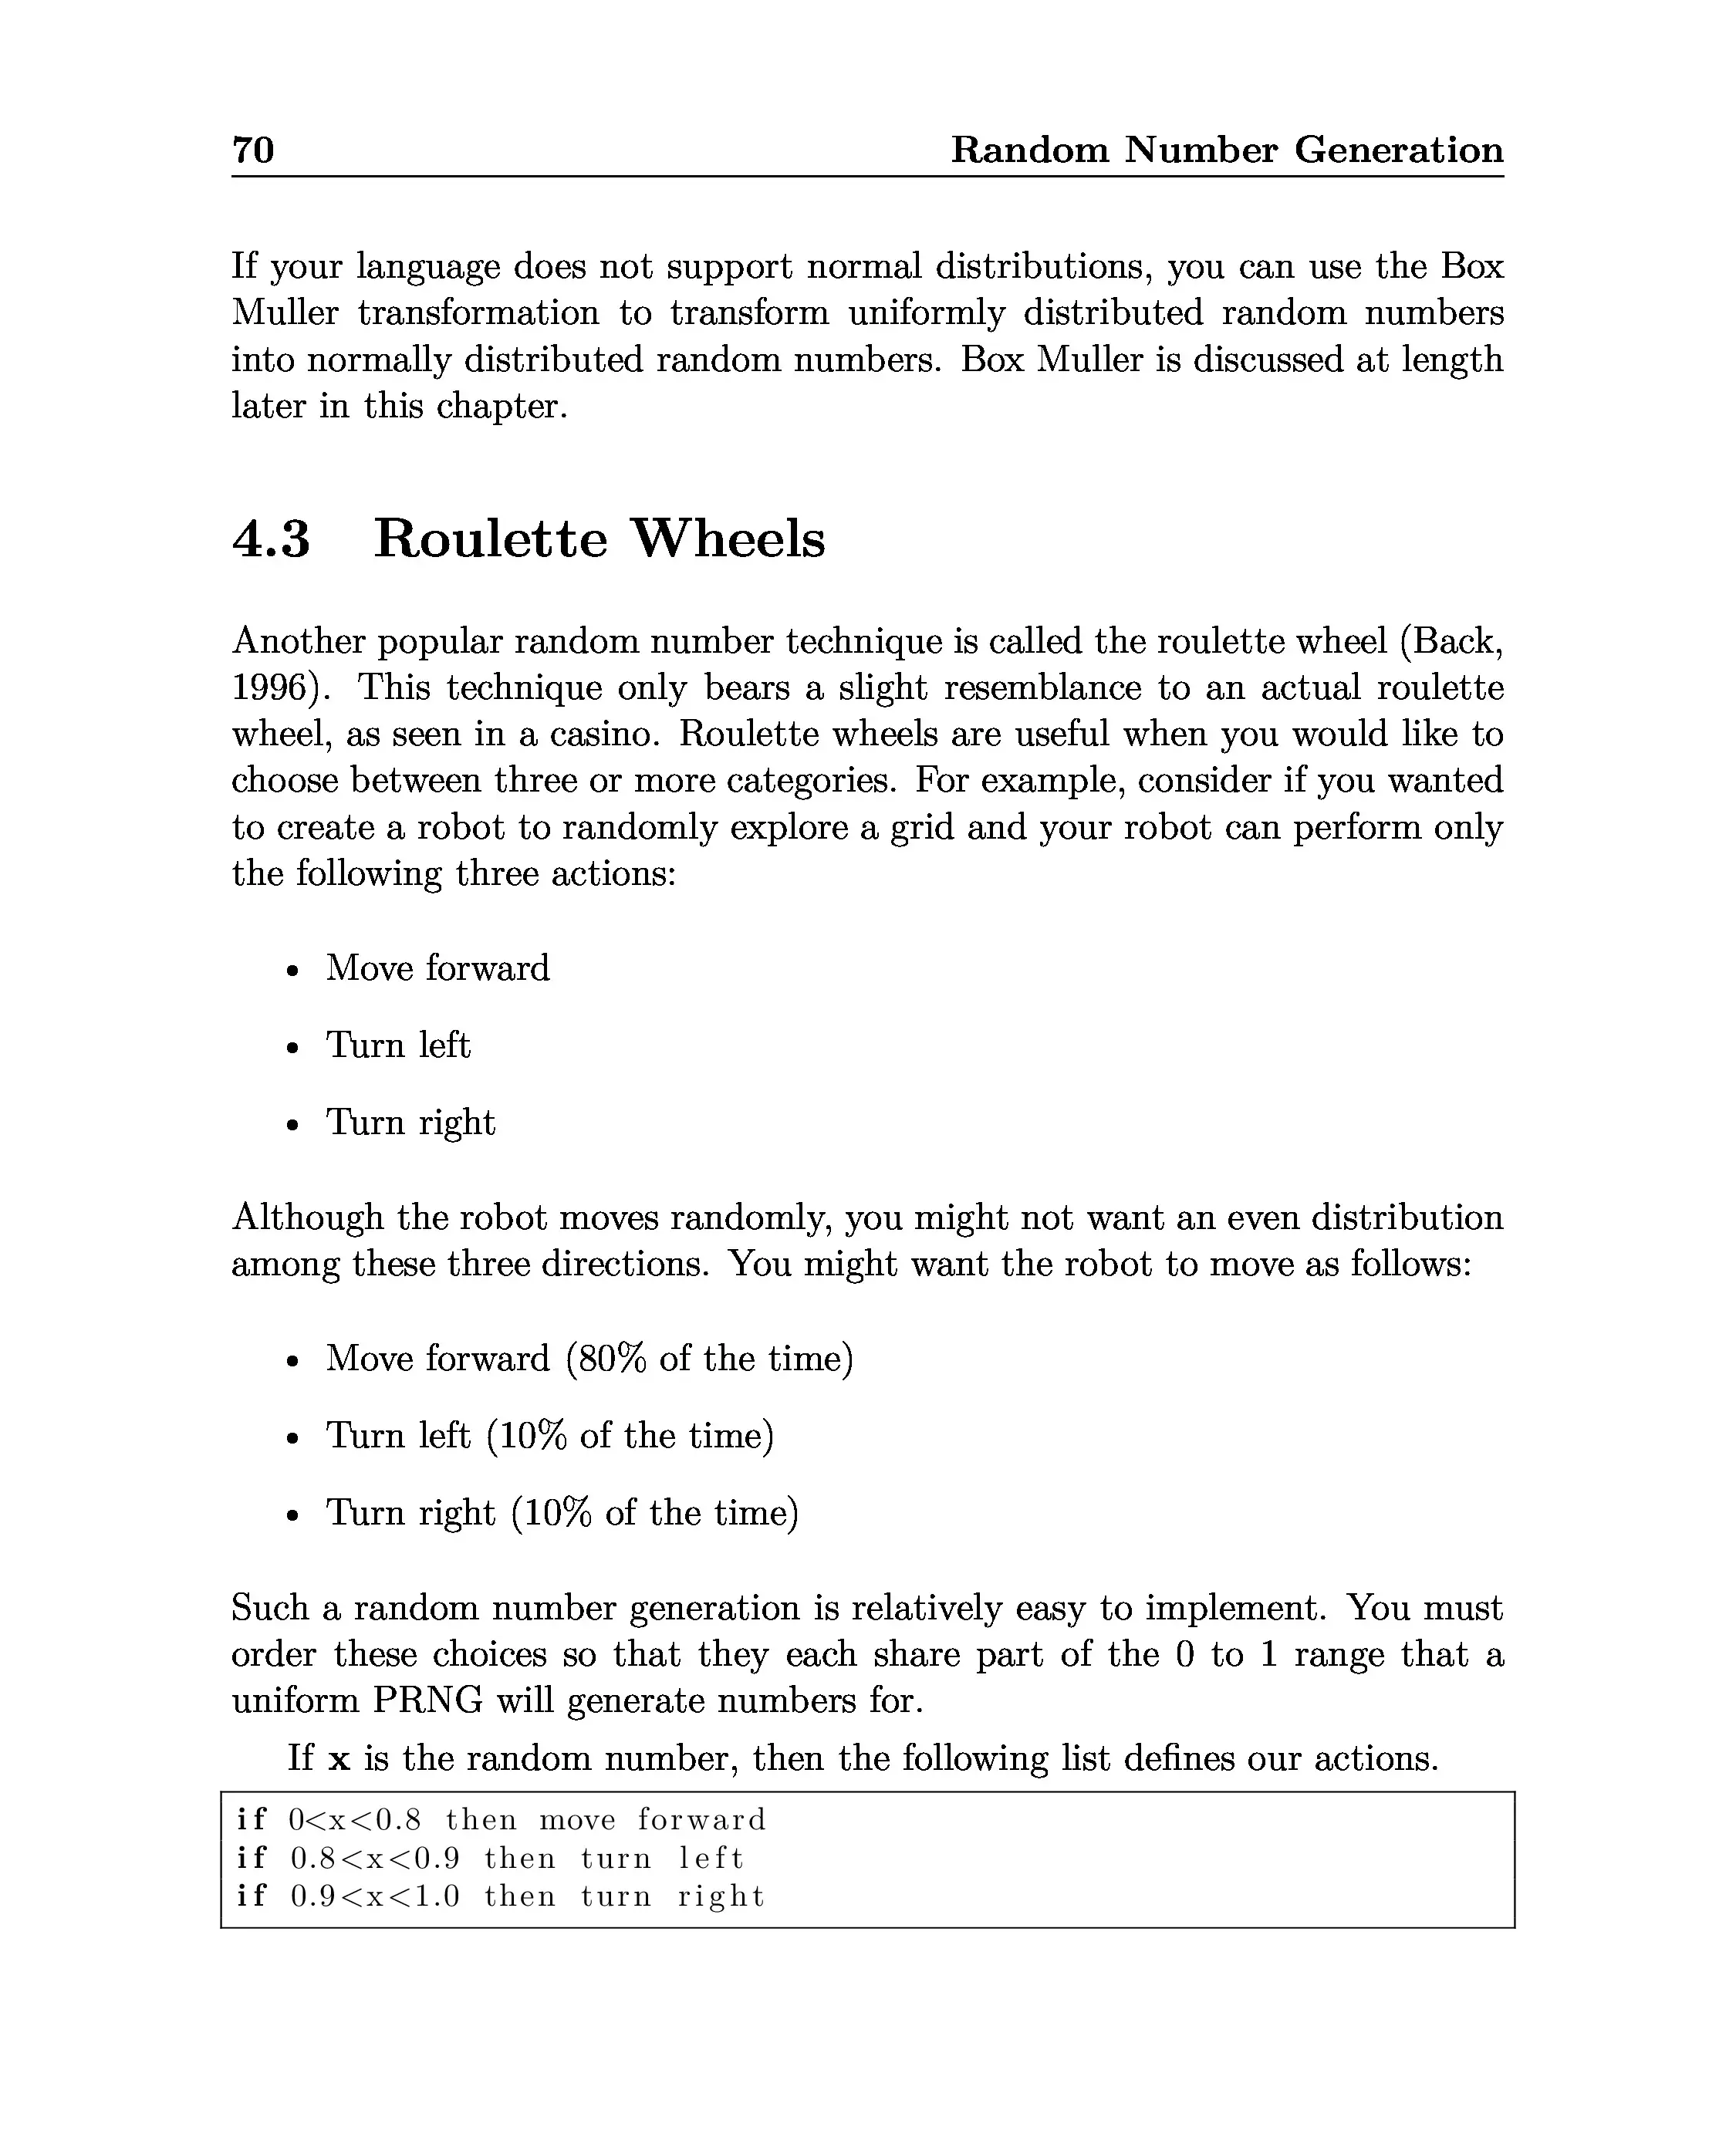 70 Random Number Generation
If your language does not support normal distributions, you can use the Box
Muller transformation to transform uniformly distributed random numbers
into normally distributed random numbers. Box Muller is discussed at length
later in this chapter.
4.3 Roulette Wheels
Another popular random number technique is called the roulette wheel (Back,
1996). This technique only bears a slight resemblance to an actual roulette
wheel, as seen in a casino. Roulette wheels are useful when you would like to
choose between three or more categories. For example, consider if you wanted
to create a robot to randomly explore a grid and your robot can perform only
the following three actions:
• Move forward
• Turn left
• Turn right
Although the robot moves randomly, you might not want an even distribution
among these three directions. You might want the robot to move as follows:
• Move forward (80% of the time)
• Turn left (10% of the time)
• Turn right (10% of the time)
Such a random number generation is relatively easy to implement. You must
order these choices so that they each share part of the 0 to 1 range that a
uniform PRNG will generate numbers for.
If x is the random number, then the following list defines our actions.
if 0<x<0.8 then move forward
if 0.8<x<0.9 then turn left
if 0.9<x<1.0 then turn right